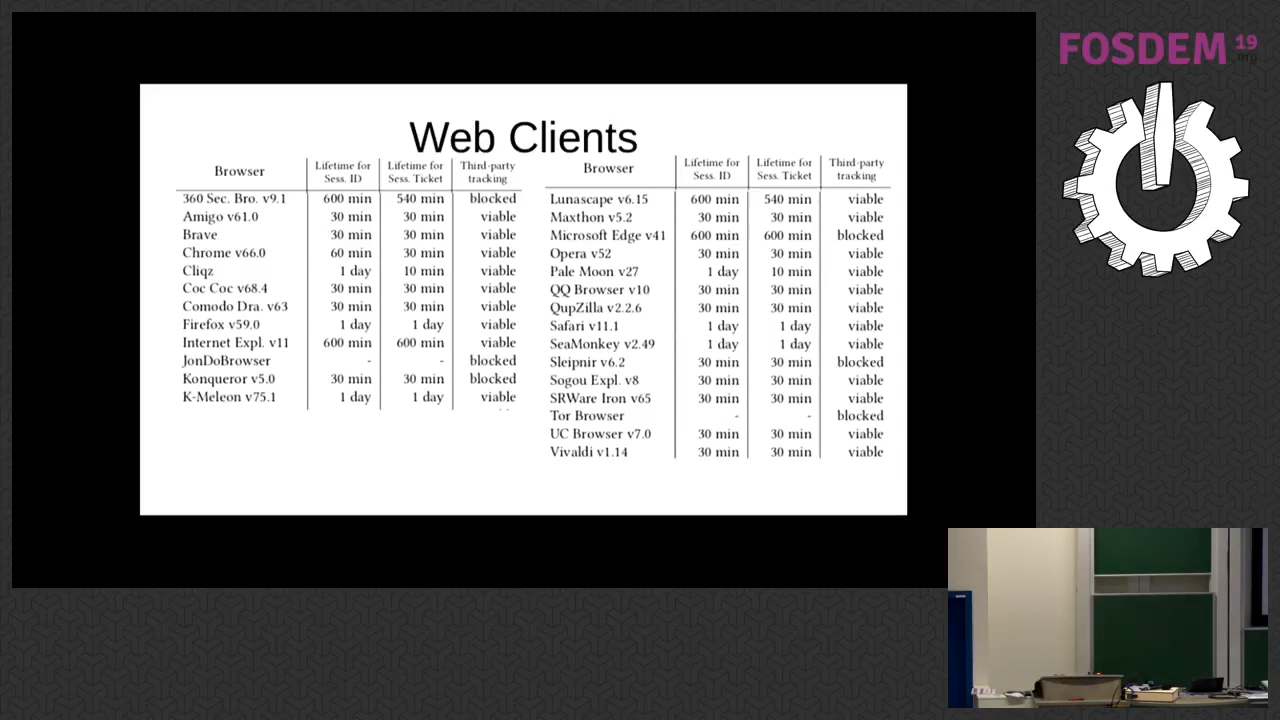 FOSDEM 19
.org
Web Clients
Browser Lifetime for Sess. ID Lifetime for Sess. Ticket Third-party tracking
360 Sec. Bro. v9.1 600 min 540 min blocked
Amigo v61.0 30 min 30 min viable
Brave 30 min 30 min viable
Chrome v66.0 60 min 30 min viable
Cliqz 1 day 10 min viable
Coc Coc v68.4 30 min 30 min viable
Comodo Dra. v63 30 min 30 min viable
Firefox v59.0 1 day 1 day viable
Internet Expl. v11 600 min 600 min viable
JonDoBrowser - - blocked
Konqueror v5.0 30 min 30 min blocked
K-Meleon v75.1 1 day 1 day viable
Browser Lifetime for Sess. ID Lifetime for Sess. Ticket Third-party tracking
Lunascape v6.15 600 min 540 min viable
Maxthon v5.2 30 min 30 min viable
Microsoft Edge v41 600 min 600 min blocked
Opera v52 30 min 30 min viable
Pale Moon v27 1 day 10 min viable
QQ Browser v10 30 min 30 min viable
QupZilla v2.2.6 30 min 30 min viable
Safari v11.1 1 day 1 day viable
SeaMonkey v2.49 1 day 1 day viable
Sleipnir v6.2 30 min 30 min blocked
Sogou Expl. v8 30 min 30 min viable
SRWare Iron v65 30 min 30 min viable
Tor Browser - - blocked
UC Browser v7.0 30 min 30 min viable
Vivaldi v1.14 30 min 30 min viable